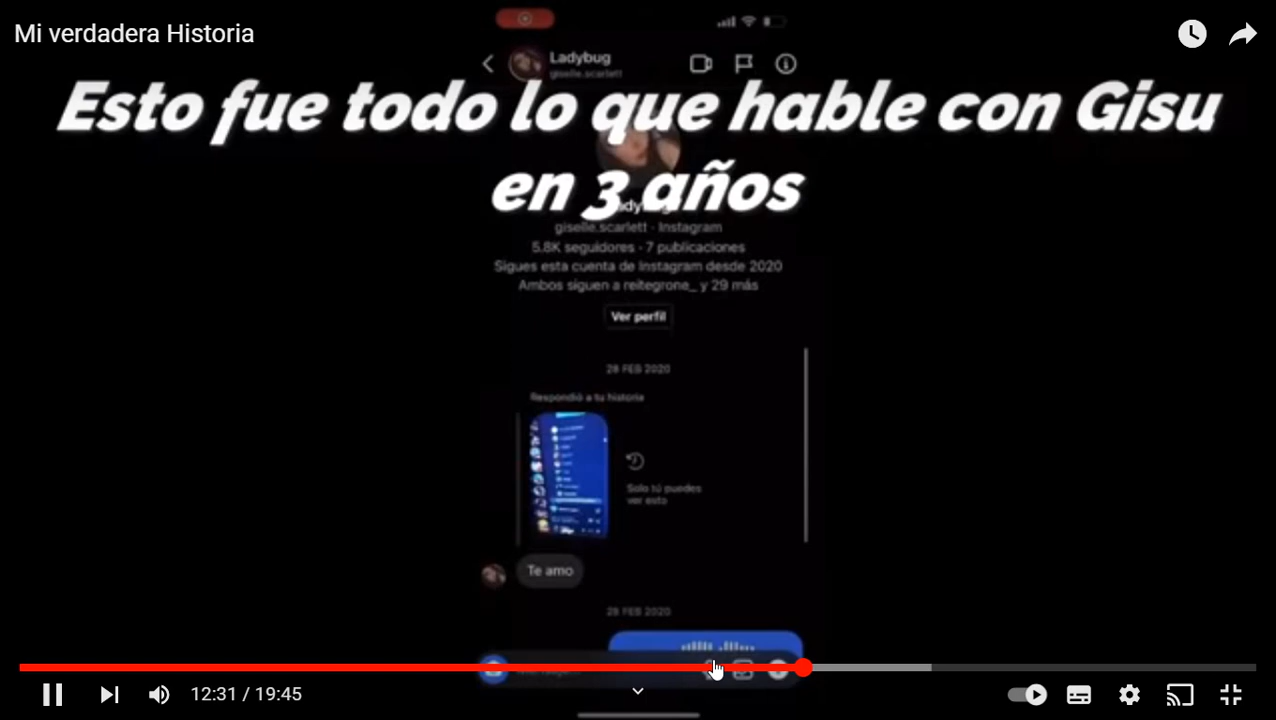 Mi verdadera Historia
Ladybug
giselle.scarlett
Esto fue todo lo que hable con Gisu
en 3 años
giselle.scarlett · Instagram
5.8K seguidores · 7 publicaciones
Sigues esta cuenta de Instagram desde 2020
Ambos siguen a reitegrone_ y 29 más
Ver perfil
28 FEB 2020
Respondió a tu historia
Solo tú puedes
ver esto
Te amo
28 FEB 2020
12:31 / 19:45